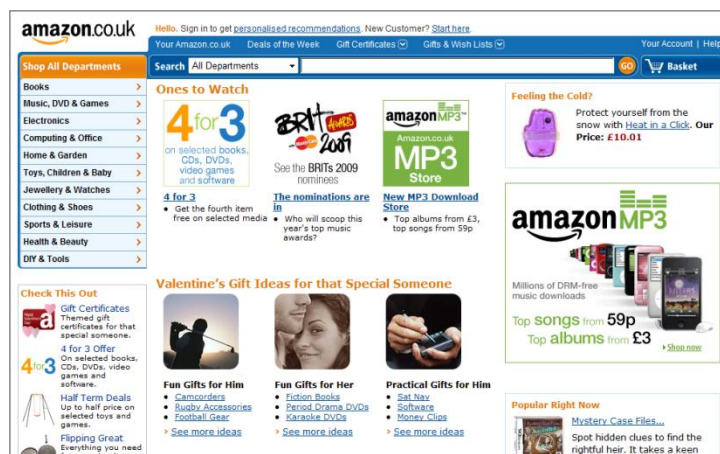 amazon.co.uk
Hello. Sign in to get personalised recommendations. New Customer? Start here.
Your Amazon.co.uk Deals of the Week Gift Certificates Gifts & Wish Lists Your Account | Help
Shop All Departments
Search All Departments GO Basket
Books
Music, DVD & Games
Electronics
Computing & Office
Home & Garden
Toys, Children & Baby
Jewellery & Watches
Clothing & Shoes
Sports & Leisure
Health & Beauty
DIY & Tools
Check This Out
Gift Certificates
Themed gift
certificates for that
special someone.
4 for 3
4 for 3 Offer
On selected books,
CDs, DVDs, video
games and
software.
Half Term Deals
Up to half price on
selected toys and
games.
Flipping Great
Everything you need
Ones to Watch
4 for 3
on selected books,
CDs, DVDs,
video games
and software
4 for 3
• Get the fourth item
free on selected media
BRIT AWARDS
MasterCard
2009
See the BRITs 2009
nominees
The nominations are
in
• Who will scoop this
year's top music
awards?
amazonMP3
Amazon.co.uk
MP3
Store
New MP3 Download
Store
• Top albums from £3,
top songs from 59p
Valentine's Gift Ideas for that Special Someone
Fun Gifts for Him
• Camcorders
• Rugby Accessories
• Football Gear
› See more ideas
Fun Gifts for Her
• Fiction Books
• Period Drama DVDs
• Karaoke DVDs
› See more ideas
Practical Gifts for Him
• Sat Nav
• Software
• Money Clips
› See more ideas
Feeling the Cold?
Protect yourself from the
snow with Heat in a Click. Our
Price: £10.01
amazonMP3
Millions of DRM-free
music downloads
Top songs from 59p
Top albums from £3
Shop now
Popular Right Now
Mystery Case Files...
Spot hidden clues to find the
rightful heir. It takes a keen